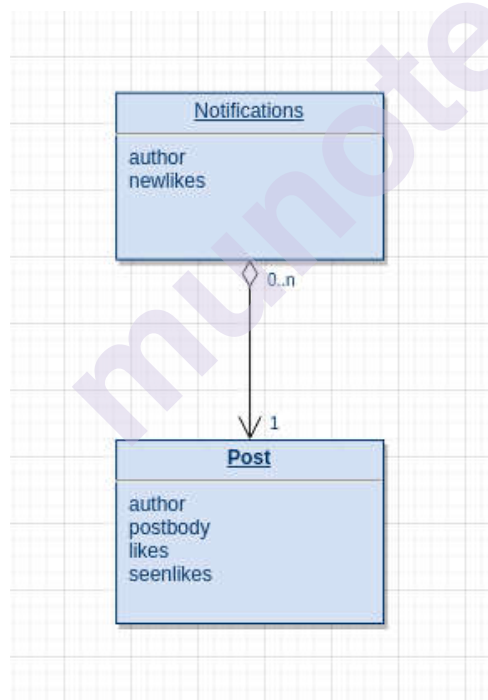 Notifications
author
newlikes
0..n
1
Post
author
postbody
likes
seenlikes
munote